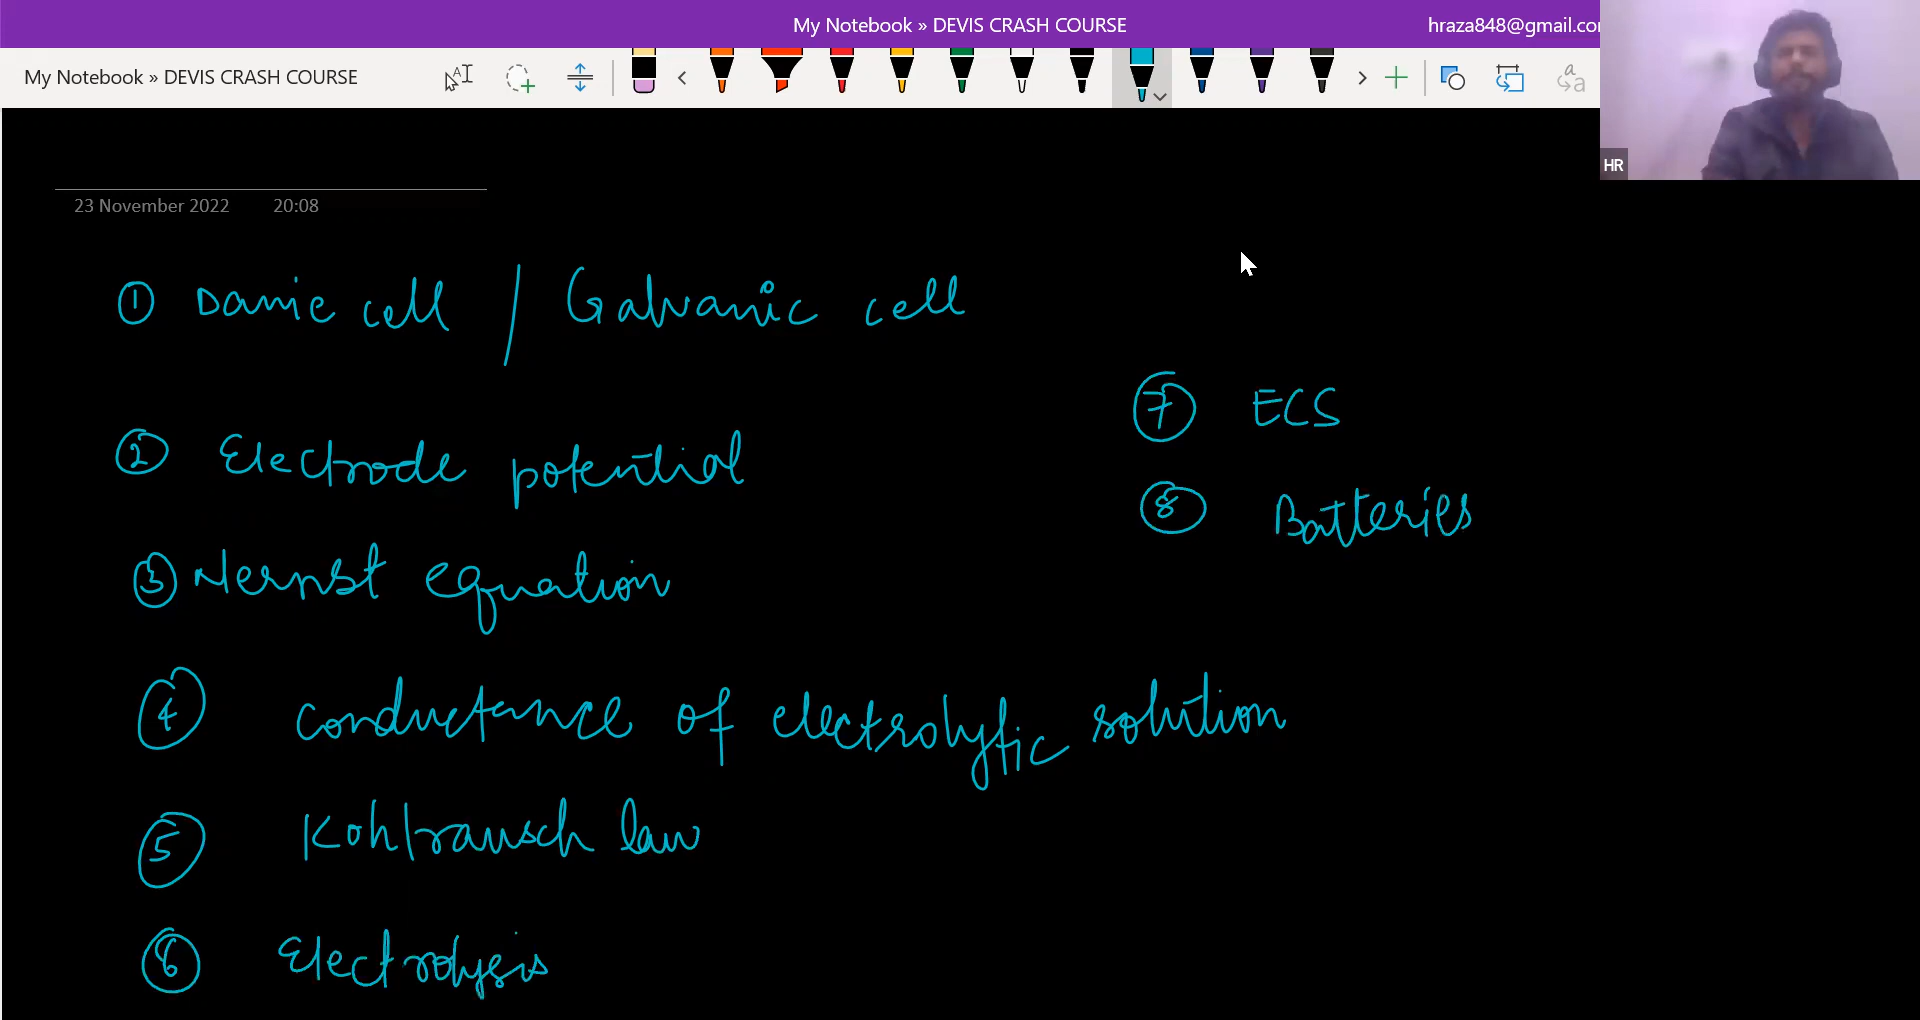 My Notebook » DEVIS CRASH COURSE
hraza848@gmail.co
My Notebook » DEVIS CRASH COURSE
HR
23 November 2022 20:08
① Danie cell / Galvanic cell
② Electrode potential
③ Nernst equation
④ conductance of electrolytic solution
⑤ Kohlrausch law
⑥ Electrolysis
⑦ ECS
⑧ Batteries